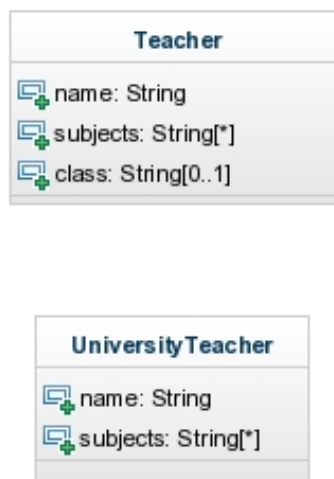 Teacher
name: String
subjects: String[*]
class: String[0..1]
UniversityTeacher
name: String
subjects: String[*]